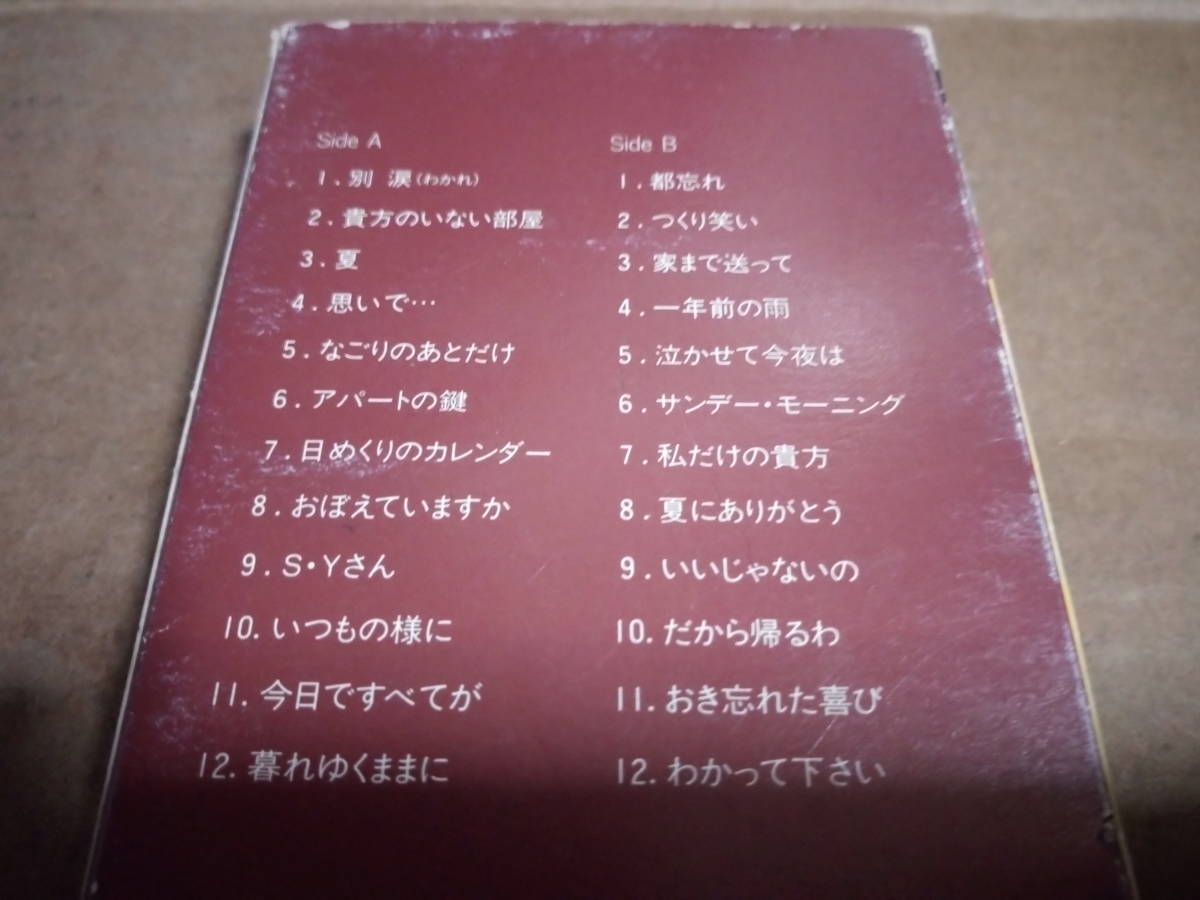 Side A
1. 別 涙 (わかれ)
2. 貴方のいない部屋
3. 夏
4. 思いで…
5. なごりのあとだけ
6. アパートの鍵
7. 日めくりのカレンダー
8. おぼえていますか
9. S・Yさん
10. いつもの様に
11. 今日ですべてが
12. 暮れゆくままに
Side B
1. 都忘れ
2. つくり笑い
3. 家まで送って
4. 一年前の雨
5. 泣かせて今夜は
6. サンデー・モーニング
7. 私だけの貴方
8. 夏にありがとう
9. いいじゃないの
10. だから帰るわ
11. おき忘れた喜び
12. わかって下さい